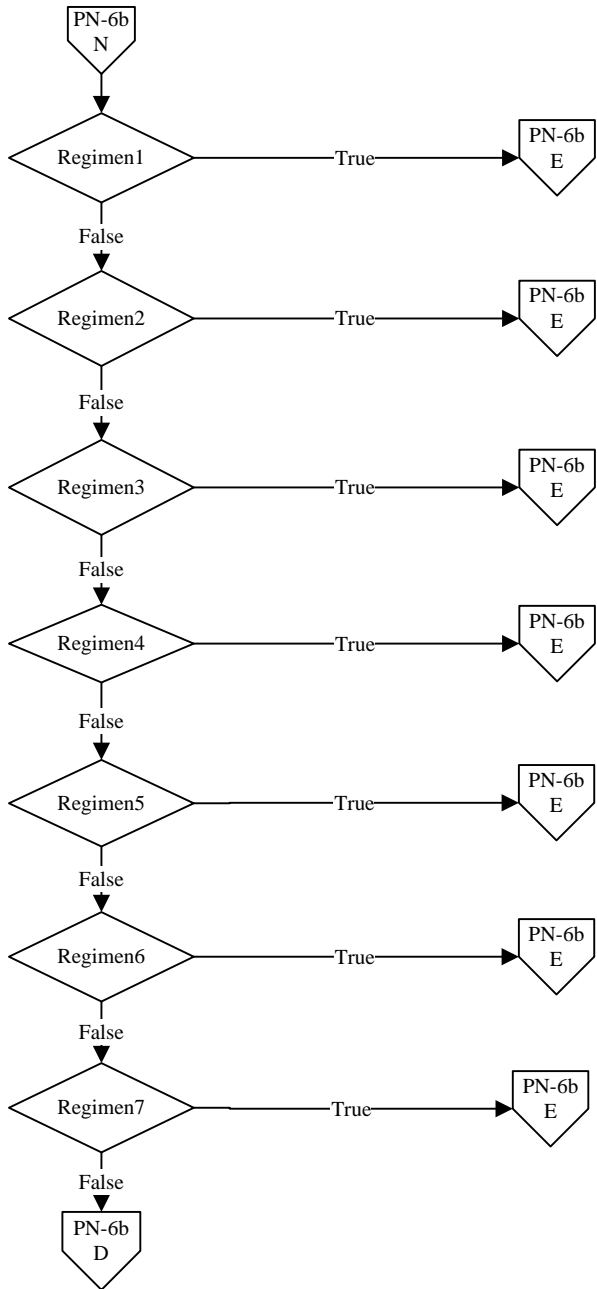 PN-6b
N
Regimen1
True
PN-6b
E
False
Regimen2
True
PN-6b
E
False
Regimen3
True
PN-6b
E
False
Regimen4
True
PN-6b
E
False
Regimen5
True
PN-6b
E
False
Regimen6
True
PN-6b
E
False
Regimen7
True
PN-6b
E
False
PN-6b
D